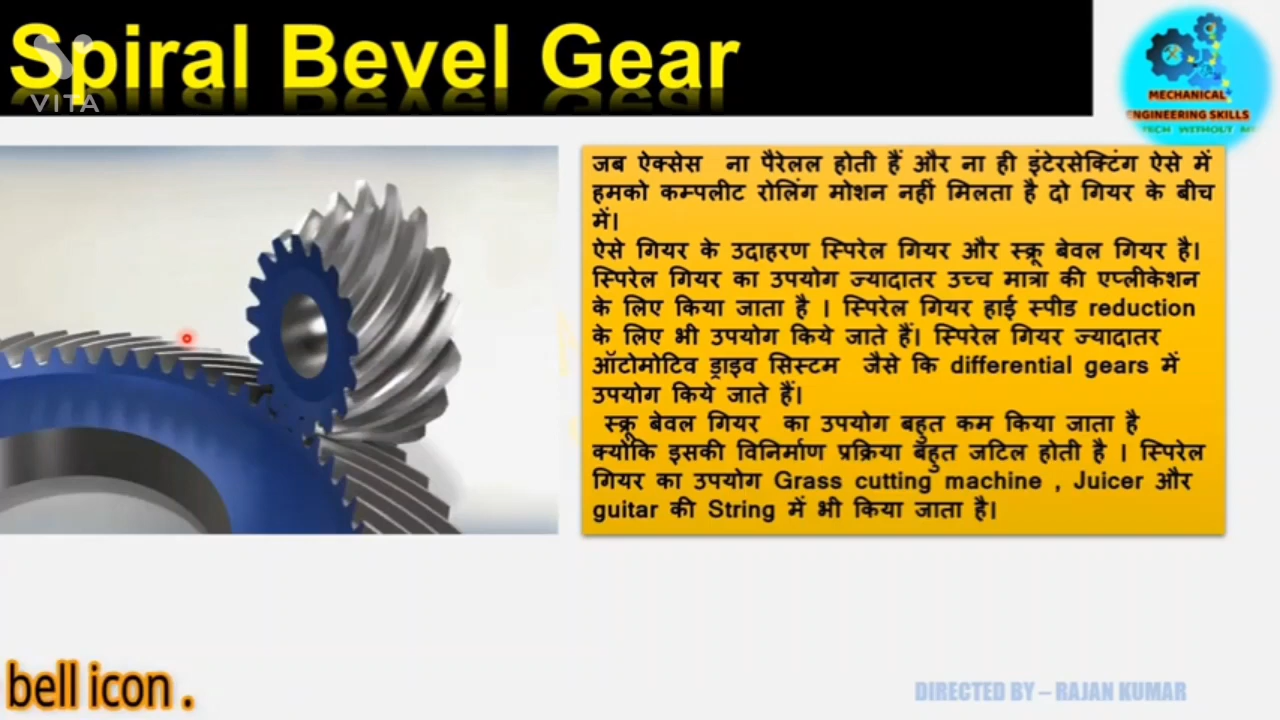 Spiral Bevel Gear
VITA
MECHANICAL
ENGINEERING SKILLS
TECH WITHOUT
जब ऐक्सेस ना पैरेलल होती हैं और ना ही इंटेरसेक्टिंग ऐसे में
हमको कम्पलीट रोलिंग मोशन नहीं मिलता है दो गियर के बीच
में।
ऐसे गियर के उदाहरण स्पिरेल गियर और स्क्रू बेवल गियर है।
स्पिरेल गियर का उपयोग ज्यादातर उच्च मात्रा की एप्लीकेशन
के लिए किया जाता है । स्पिरेल गियर हाई स्पीड reduction
के लिए भी उपयोग किये जाते हैं। स्पिरेल गियर ज्यादातर
ऑटोमोटिव ड्राइव सिस्टम जैसे कि differential gears में
उपयोग किये जाते हैं।
स्क्रू बेवल गियर का उपयोग बहुत कम किया जाता है
क्योंकि इसकी विनिर्माण प्रक्रिया बहुत जटिल होती है । स्पिरेल
गियर का उपयोग Grass cutting machine , Juicer और
guitar की String में भी किया जाता है।
bell icon .
DIRECTED BY – RAJAN KUMAR